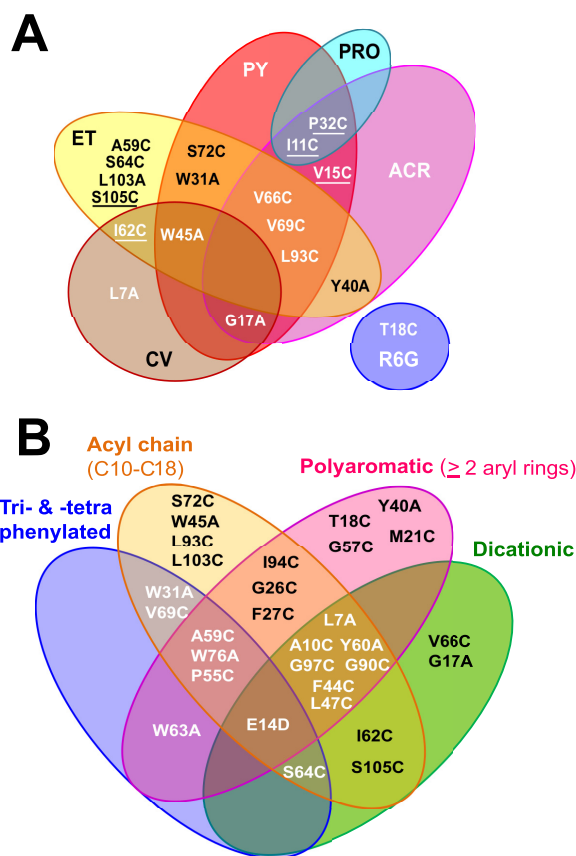 A
PRO
PY
P32C
ET
A59C
S72C
I11C
S64C
V15C
ACR
L103A
W31A
S105C
V66C
I62C
W45A
V69C
L93C
L7A
Y40A
G17A
T18C
CV
R6G
B
Acyl chain
(C10-C18)
Polyaromatic (≥ 2 aryl rings)
Tri- & -tetra
phenylated
S72C
Y40A
W45A
T18C
M21C
L93C
G57C
Dicationic
L103C
I94C
W31A
G26C
V69C
F27C
L7A
A59C
A10C Y60A
V66C
W76A
G97C G90C
G17A
P55C
F44C
L47C
W63A
E14D
I62C
S64C
S105C